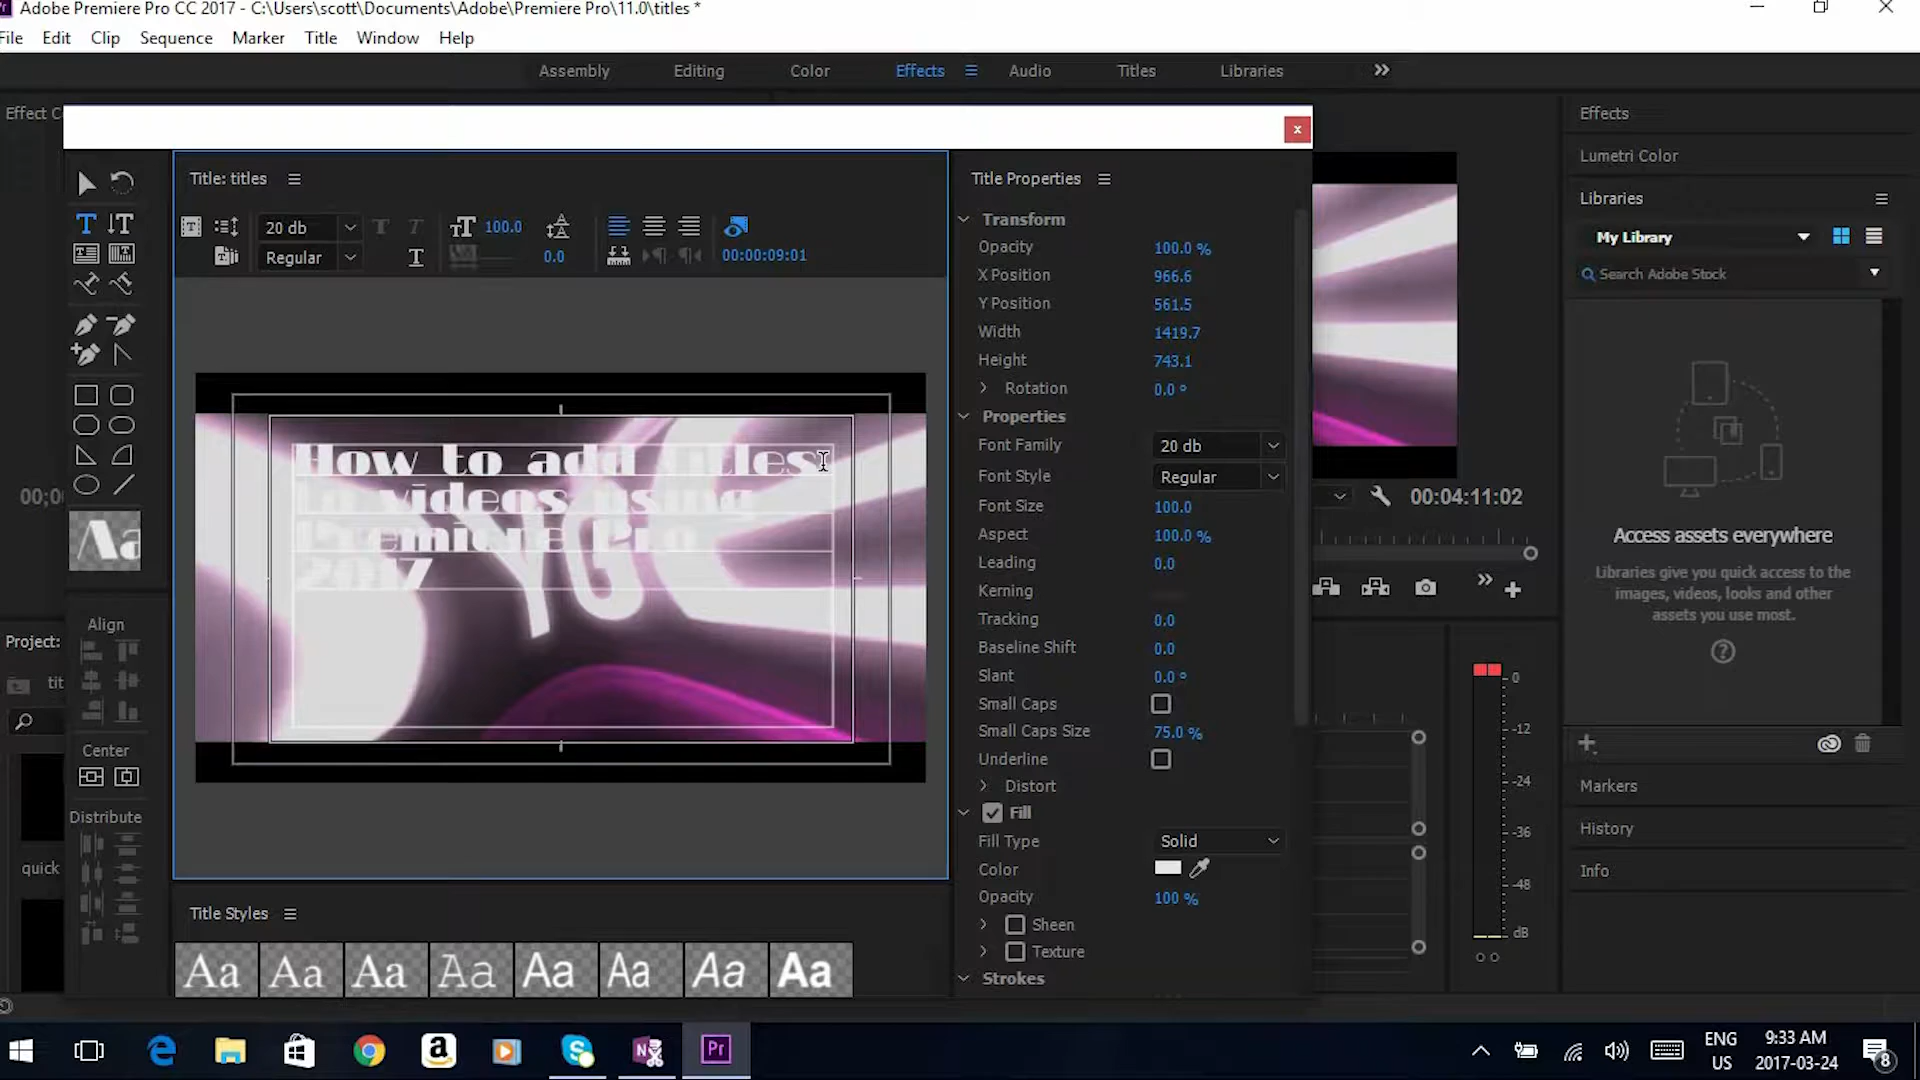 Adobe Premiere Pro CC 2017 - C:\Users\scott\Documents\Adobe\Premiere Pro\11.0\titles *
File Edit Clip Sequence Marker Title Window Help
Assembly Editing Color Effects Audio Titles Libraries
Effect C
Title: titles
20 db
100.0
Regular
0.0
00:00:09:01
How to add titles
to videos using
Premiere Pro
2017
YG
Align
Center
Distribute
Title Styles
Aa Aa Aa Aa Aa Aa Aa Aa
Title Properties
Transform
Opacity 100.0 %
X Position 966.6
Y Position 561.5
Width 1419.7
Height 743.1
Rotation 0.0 °
Properties
Font Family 20 db
Font Style Regular
Font Size 100.0
Aspect 100.0 %
Leading 0.0
Kerning
Tracking 0.0
Baseline Shift 0.0
Slant 0.0 °
Small Caps
Small Caps Size 75.0 %
Underline
Distort
Fill
Fill Type Solid
Color
Opacity 100 %
Sheen
Texture
Strokes
00;0
Project:
tit
quick
00:04:11:02
0
-12
-24
-36
-48
dB
Effects
Lumetri Color
Libraries
My Library
Search Adobe Stock
Access assets everywhere
Libraries give you quick access to the
images, videos, looks and other
assets you use most.
Markers
History
Info
Pr
ENG
US
9:33 AM
2017-03-24
8